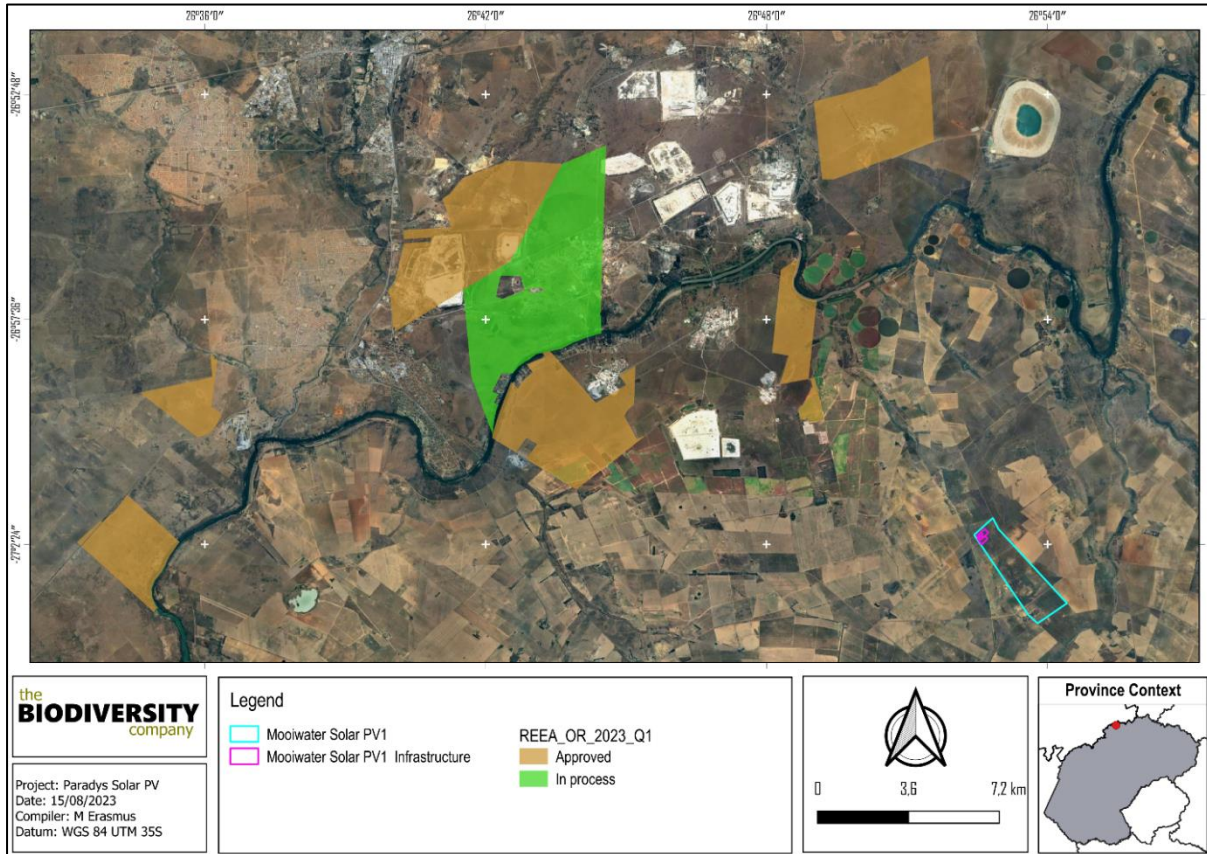 26°36′0″ 26°42′0″ 26°48′0″ 26°54′0″
-26°52′48″
-26°57′36″
-27°2′24″
the
BIODIVERSITY
company
Project: Paradys Solar PV
Date: 15/08/2023
Compiler: M Erasmus
Datum: WGS 84 UTM 35S
Legend
Mooiwater Solar PV1
Mooiwater Solar PV1 Infrastructure
REEA_OR_2023_Q1
Approved
In process
0 3,6 7,2 km
Province Context